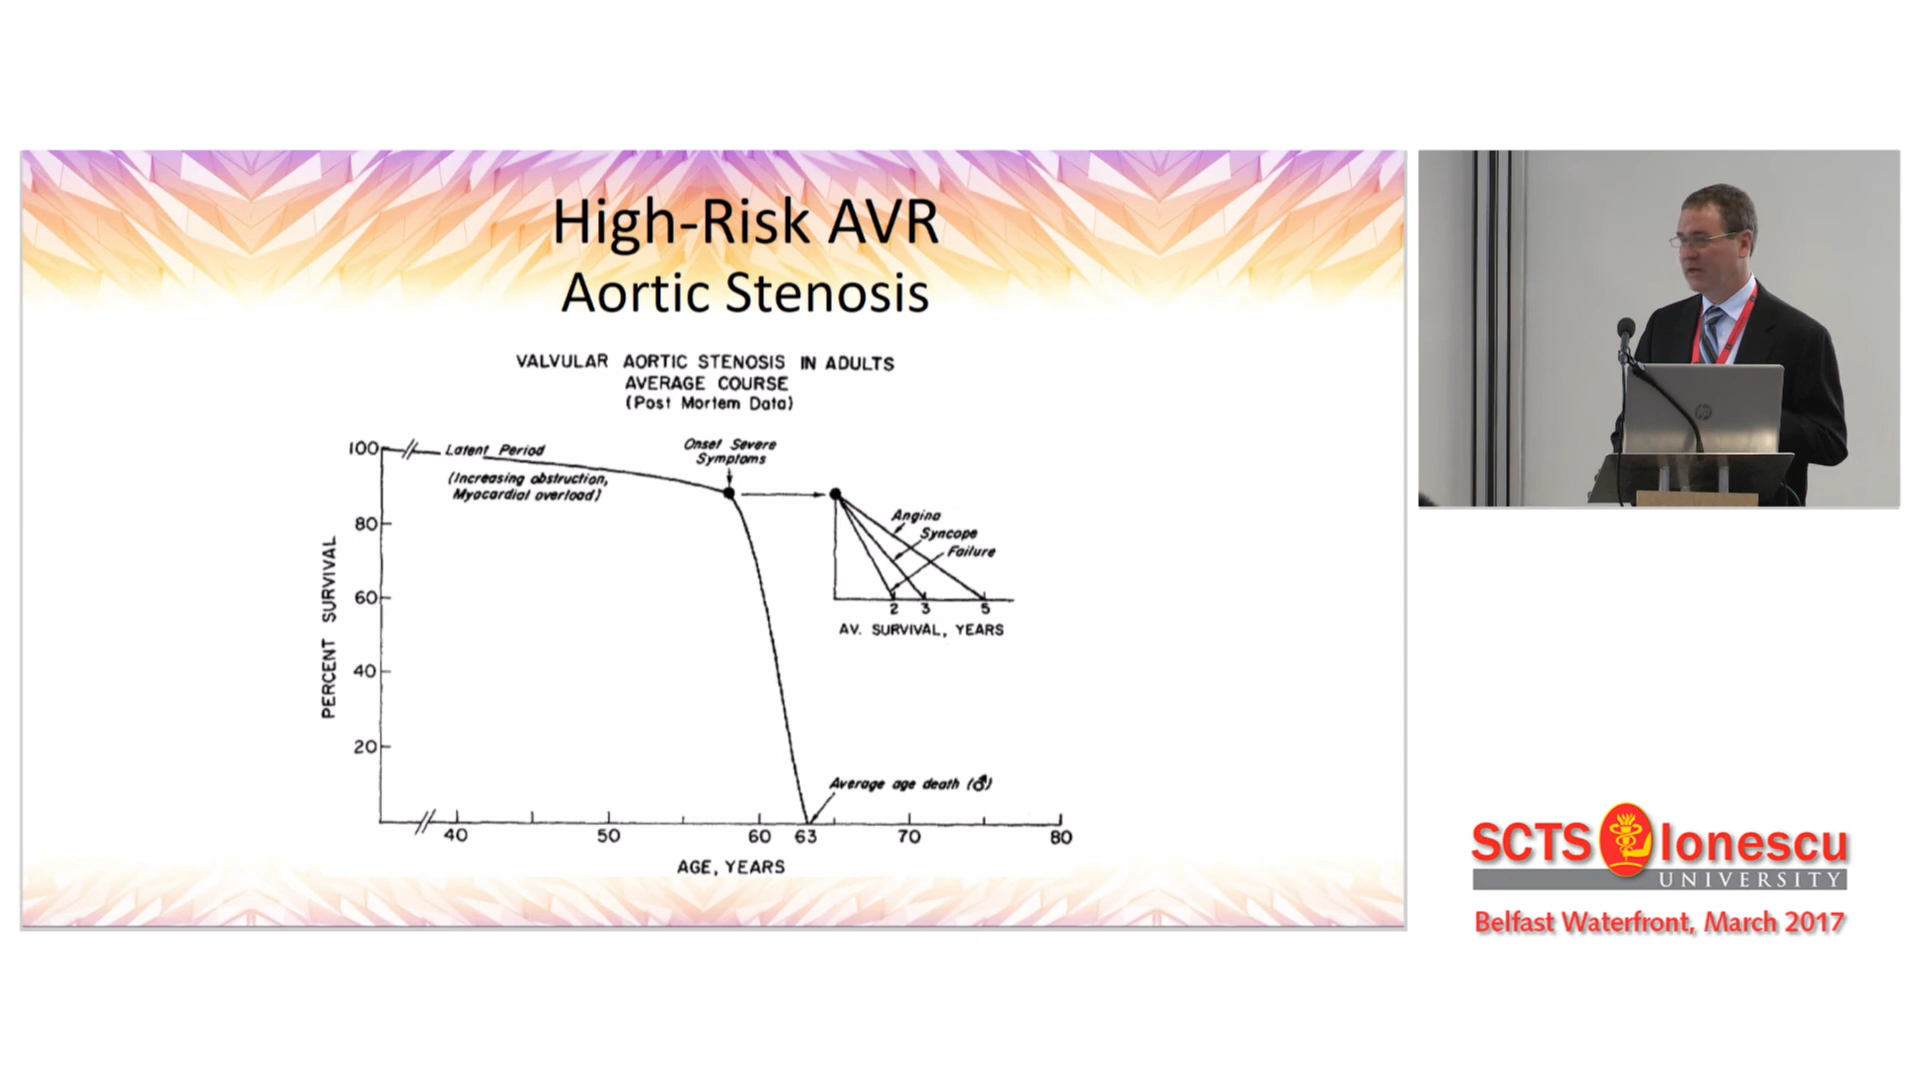 High-Risk AVR
Aortic Stenosis
VALVULAR AORTIC STENOSIS IN ADULTS
AVERAGE COURSE
(Post Mortem Data)
100
80
60
40
20
PERCENT SURVIVAL
Latent Period
(Increasing obstruction,
Myocardial overload)
Onset Severe
Symptoms
Angina
Syncope
Failure
2 3 5
AV. SURVIVAL, YEARS
Average age death (♂)
40 50 60 63 70 80
AGE, YEARS
hp
SCTS Ionescu
UNIVERSITY
Belfast Waterfront, March 2017